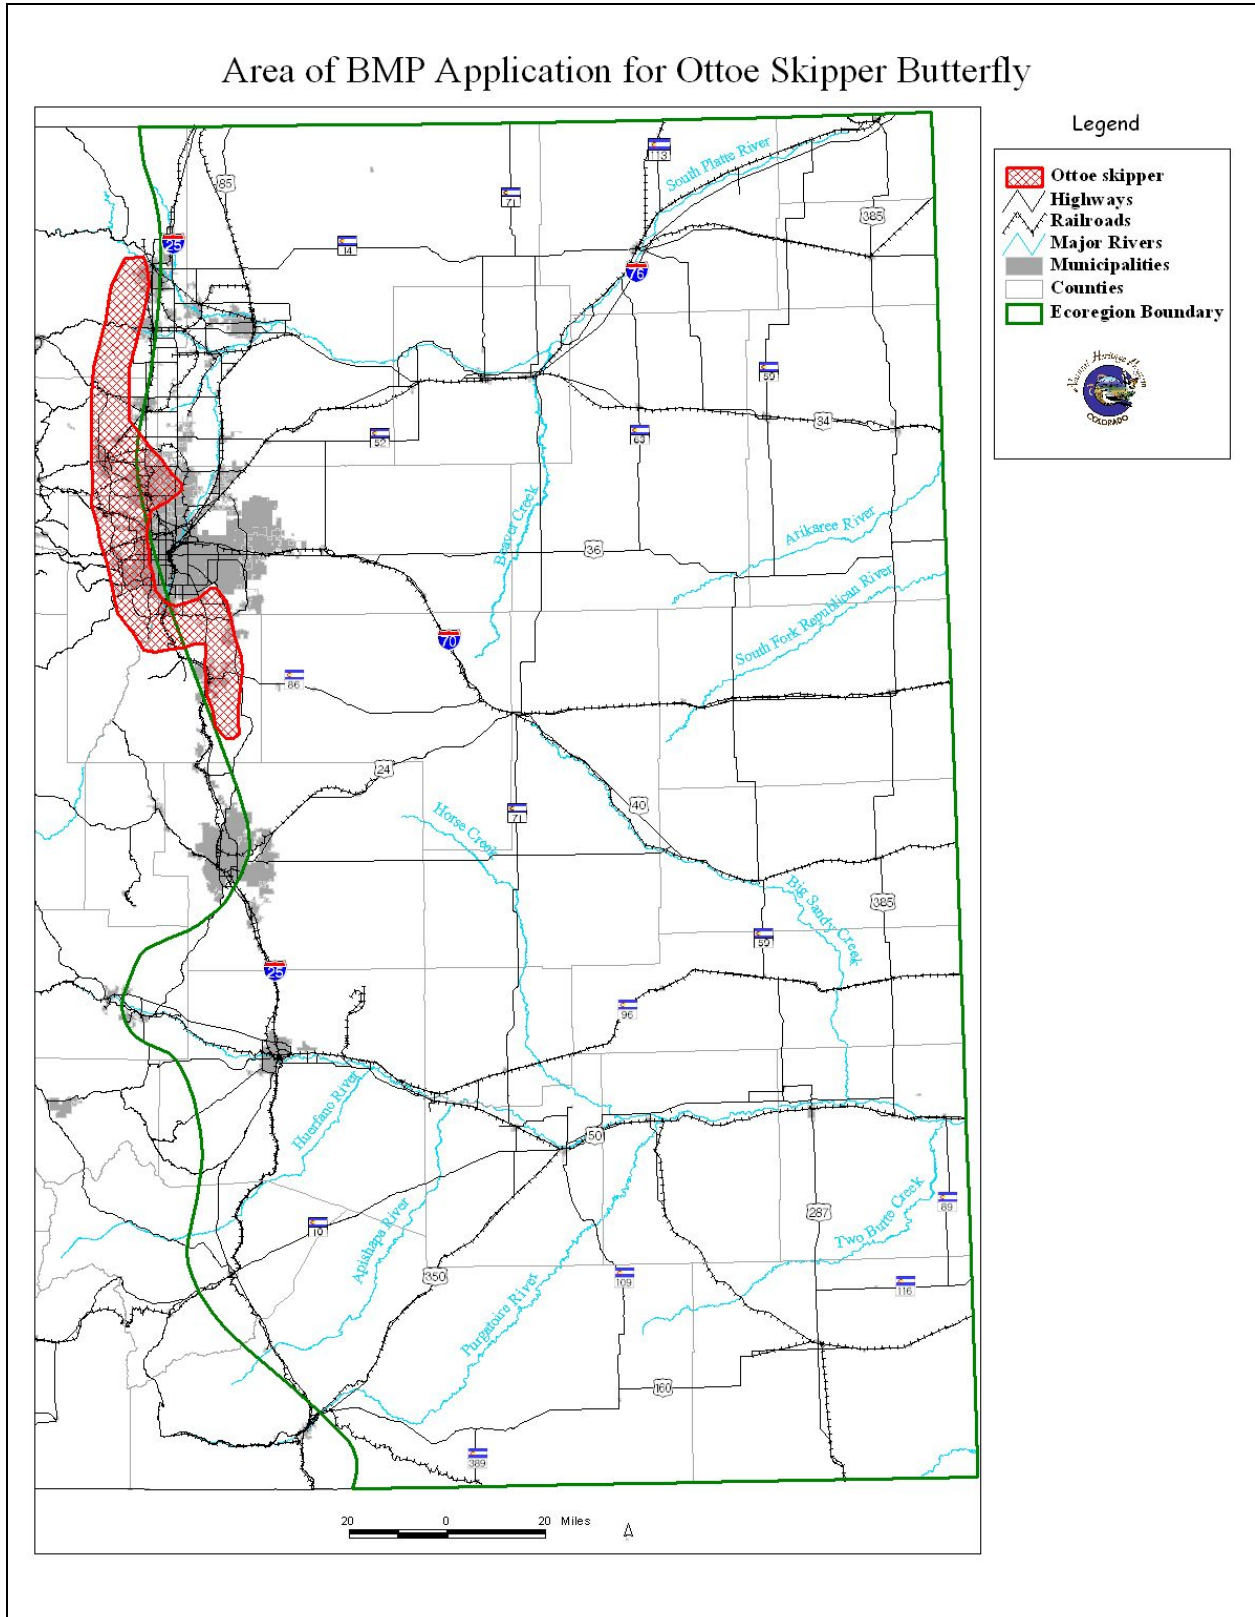 Area of BMP Application for Ottoe Skipper Butterfly
Legend
Ottoe skipper
Highways
Railroads
Major Rivers
Municipalities
Counties
Ecoregion Boundary
Natural Heritage Program
COLORADO
113
South Platte River
85
71
385
25
14
76
59
34
52
63
Beaver Creek
Arikaree River
36
South Fork Republican River
70
86
24
40
71
Horse Creek
Big Sandy Creek
385
59
25
96
Huerfano River
50
89
287
Two Butte Creek
10
Apishapa River
350
109
116
Purgatoire River
160
389
20 0 20 Miles